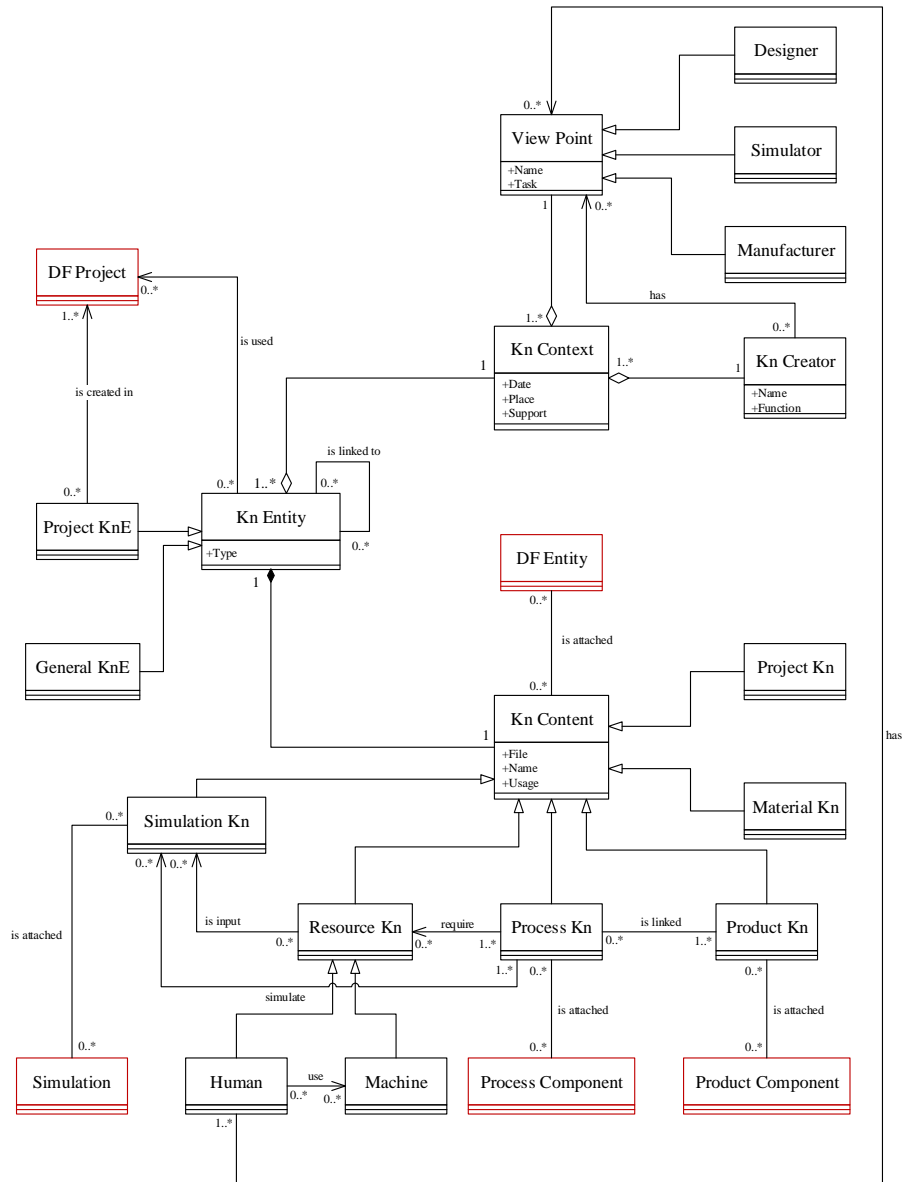 Designer
0..*
View Point
+Name
+Task
Simulator
1
0..*
Manufacturer
DF Project
0..*
1..*
has
is used
1..*
0..*
Kn Context
+Date
+Place
+Support
1
1..*
1
Kn Creator
+Name
+Function
is created in
is linked to
0..*
0..*
1..*
0..*
Project KnE
Kn Entity
+Type
0..*
1
DF Entity
0..*
is attached
General KnE
0..*
Project Kn
Kn Content
+File
+Name
+Usage
1
has
Simulation Kn
0..*
Material Kn
0..*
0..*
is input
Resource Kn
0..*
require
0..*
1..*
Process Kn
is linked
0..*
1..*
Product Kn
is attached
1..*
0..*
0..*
simulate
is attached
is attached
0..*
0..*
0..*
Simulation
Human
use
0..*
0..*
Machine
Process Component
Product Component
1..*